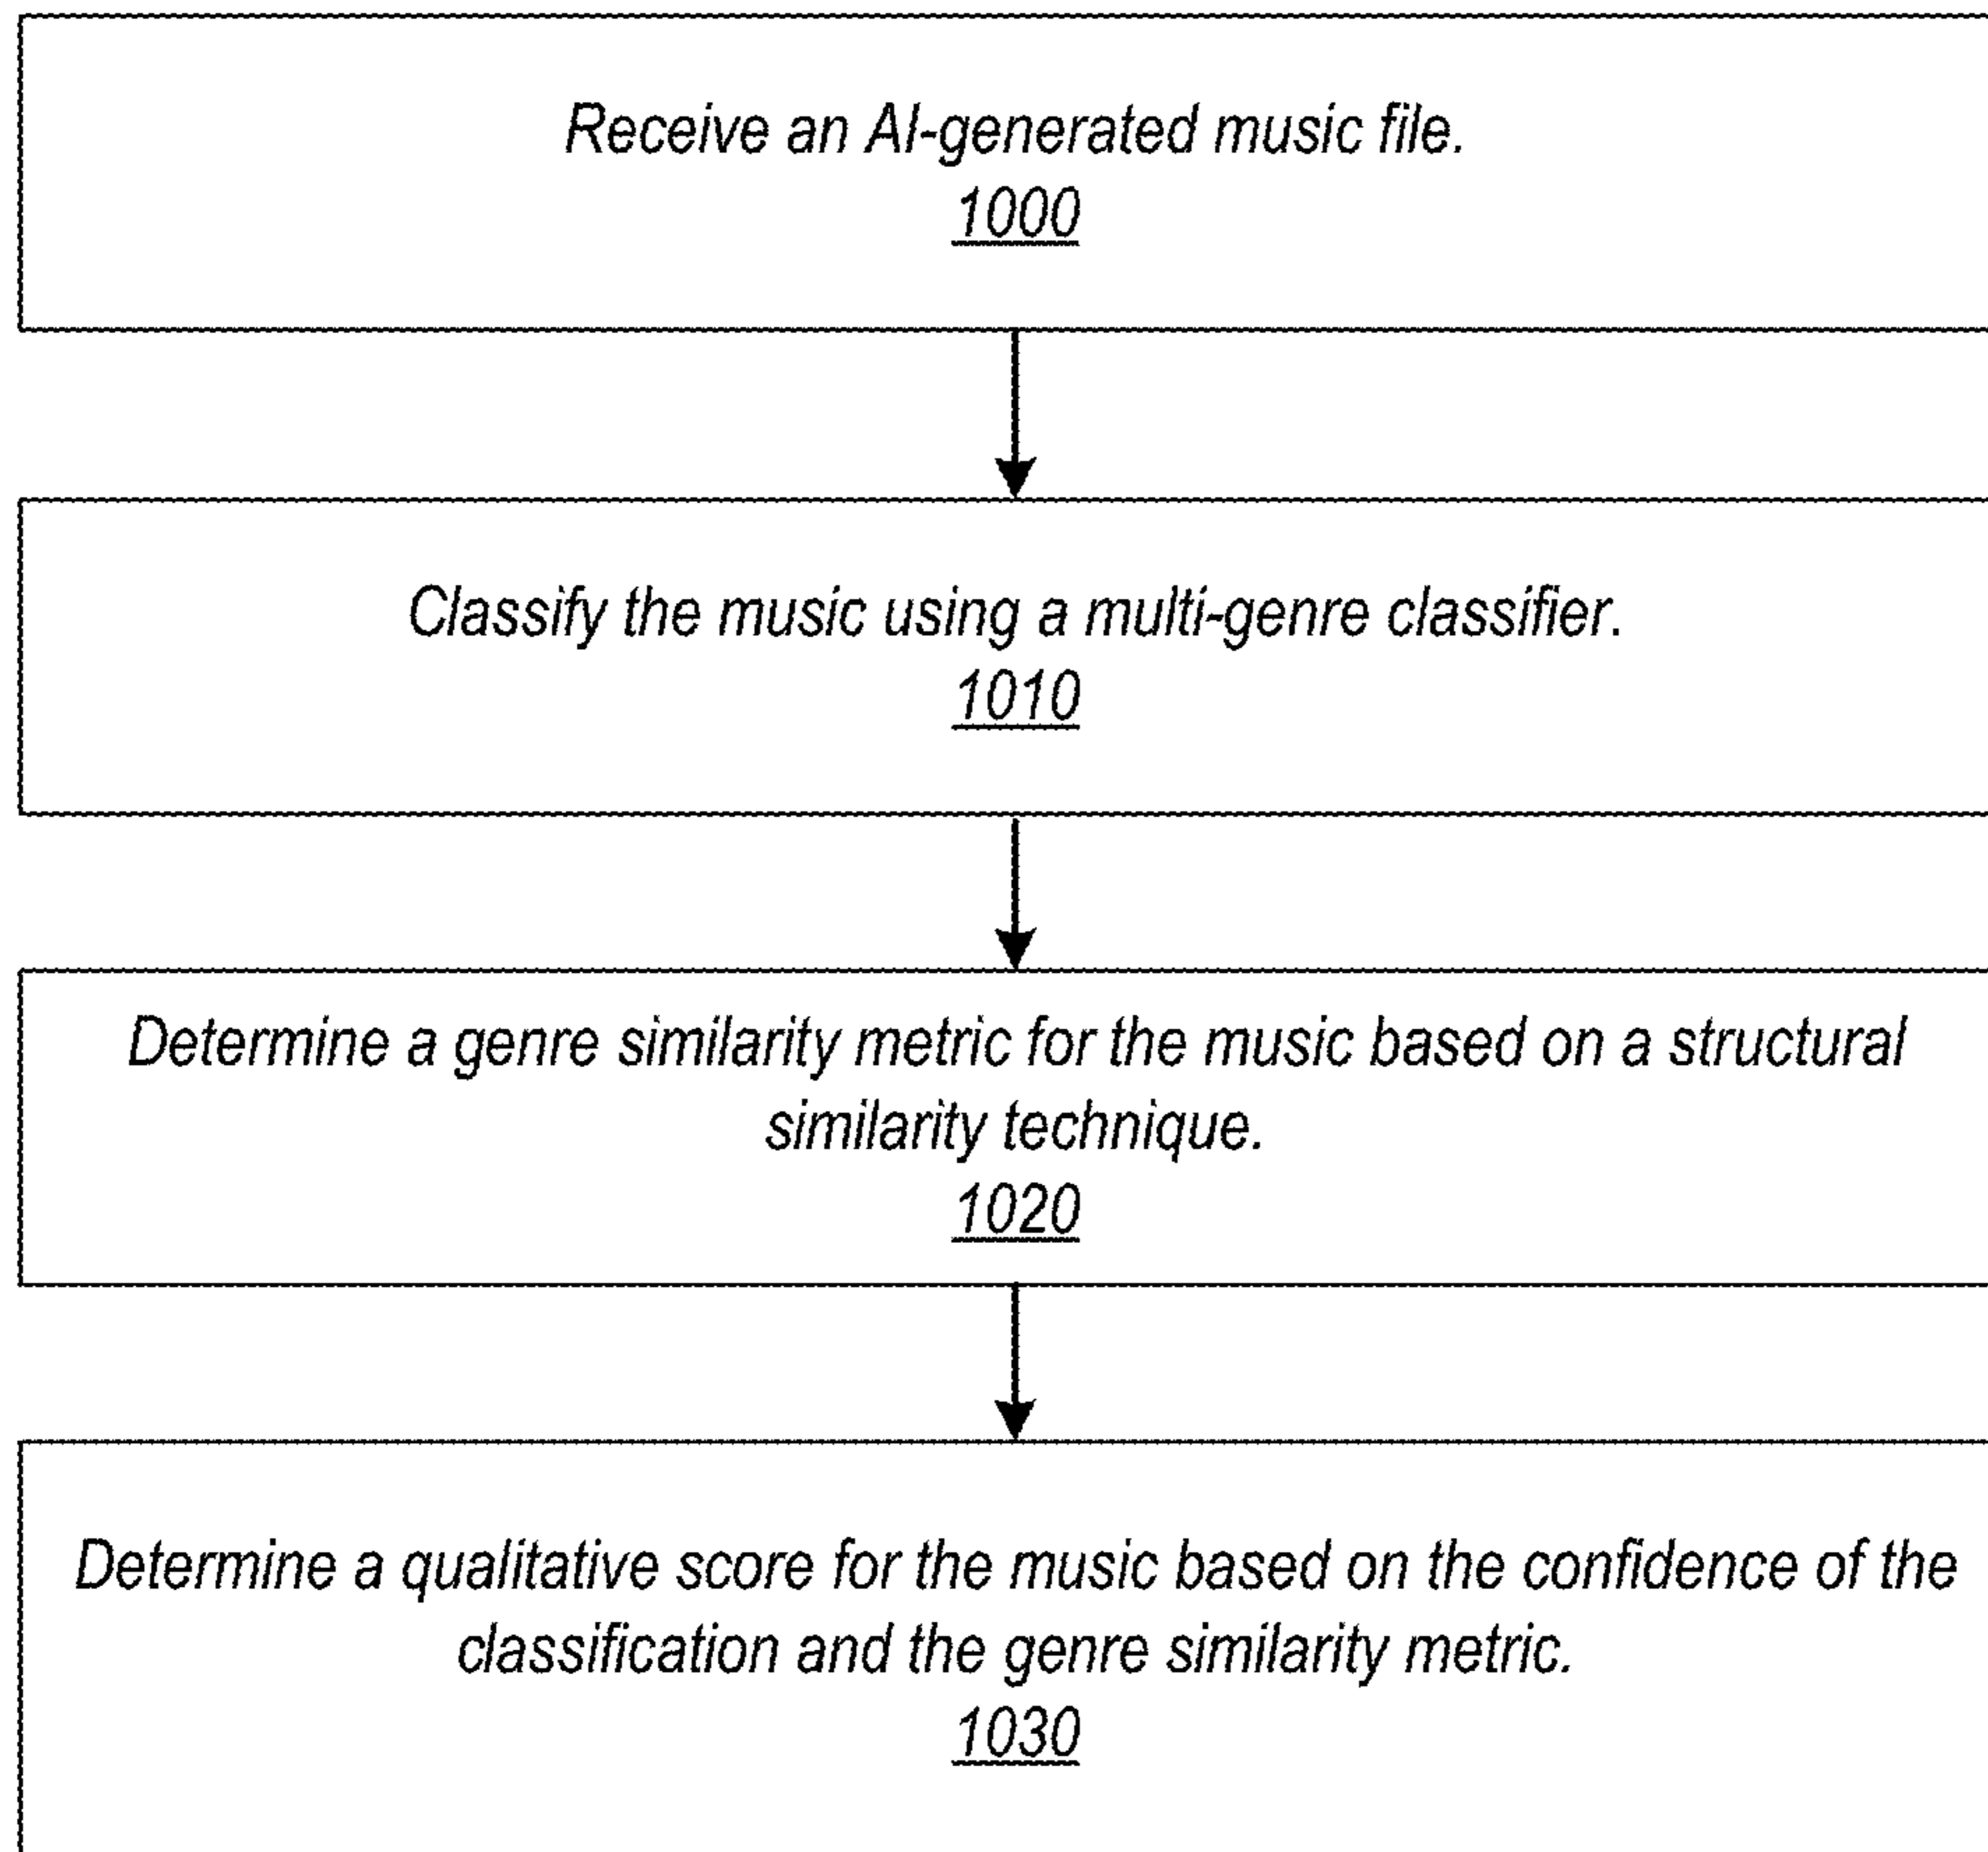 Receive an AI-generated music file.
1000
Classify the music using a multi-genre classifier.
1010
Determine a genre similarity metric for the music based on a structural
similarity technique.
1020
Determine a qualitative score for the music based on the confidence of the
classification and the genre similarity metric.
1030